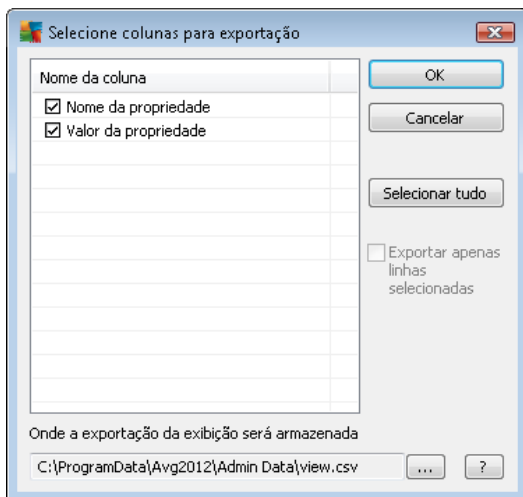 Selecione colunas para exportação
Nome da coluna
Nome da propriedade
Valor da propriedade
OK
Cancelar
Selecionar tudo
Exportar apenas
linhas
selecionadas
Onde a exportação da exibição será armazenada
C:\ProgramData\Avg2012\Admin Data\view.csv
...
?